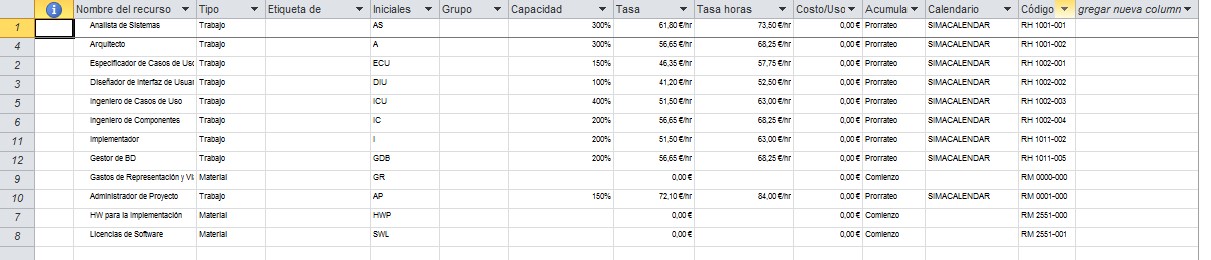 Nombre del recurso Tipo Etiqueta de Iniciales Grupo Capacidad Tasa Tasa horas Costo/Uso Acumula Calendario Código gregar nueva column
1 Analista de Sistemas Trabajo AS 300% 61,80 €/hr 73,50 €/hr 0,00 € Prorrateo SIMACALENDAR RH 1001-001
4 Arquitecto Trabajo A 300% 56,65 €/hr 68,25 €/hr 0,00 € Prorrateo SIMACALENDAR RH 1001-002
2 Especificador de Casos de Usc Trabajo ECU 150% 46,35 €/hr 57,75 €/hr 0,00 € Prorrateo SIMACALENDAR RH 1002-001
3 Diseñador de Interfaz de Usuar Trabajo DIU 100% 41,20 €/hr 52,50 €/hr 0,00 € Prorrateo SIMACALENDAR RH 1002-002
5 Ingeniero de Casos de Uso Trabajo ICU 400% 51,50 €/hr 63,00 €/hr 0,00 € Prorrateo SIMACALENDAR RH 1002-003
6 Ingeniero de Componentes Trabajo IC 200% 56,65 €/hr 68,25 €/hr 0,00 € Prorrateo SIMACALENDAR RH 1002-004
11 Implementador Trabajo I 200% 51,50 €/hr 63,00 €/hr 0,00 € Prorrateo SIMACALENDAR RH 1011-002
12 Gestor de BD Trabajo GDB 200% 56,65 €/hr 68,25 €/hr 0,00 € Prorrateo SIMACALENDAR RH 1011-005
9 Gastos de Representación y Vi Material GR 0,00 € 0,00 € Comienzo RM 0000-000
10 Administrador de Proyecto Trabajo AP 150% 72,10 €/hr 84,00 €/hr 0,00 € Prorrateo SIMACALENDAR RM 0001-000
7 HW para la Implementación Material HWP 0,00 € 0,00 € Comienzo RM 2551-000
8 Licencias de Software Material SWL 0,00 € 0,00 € Comienzo RM 2551-001